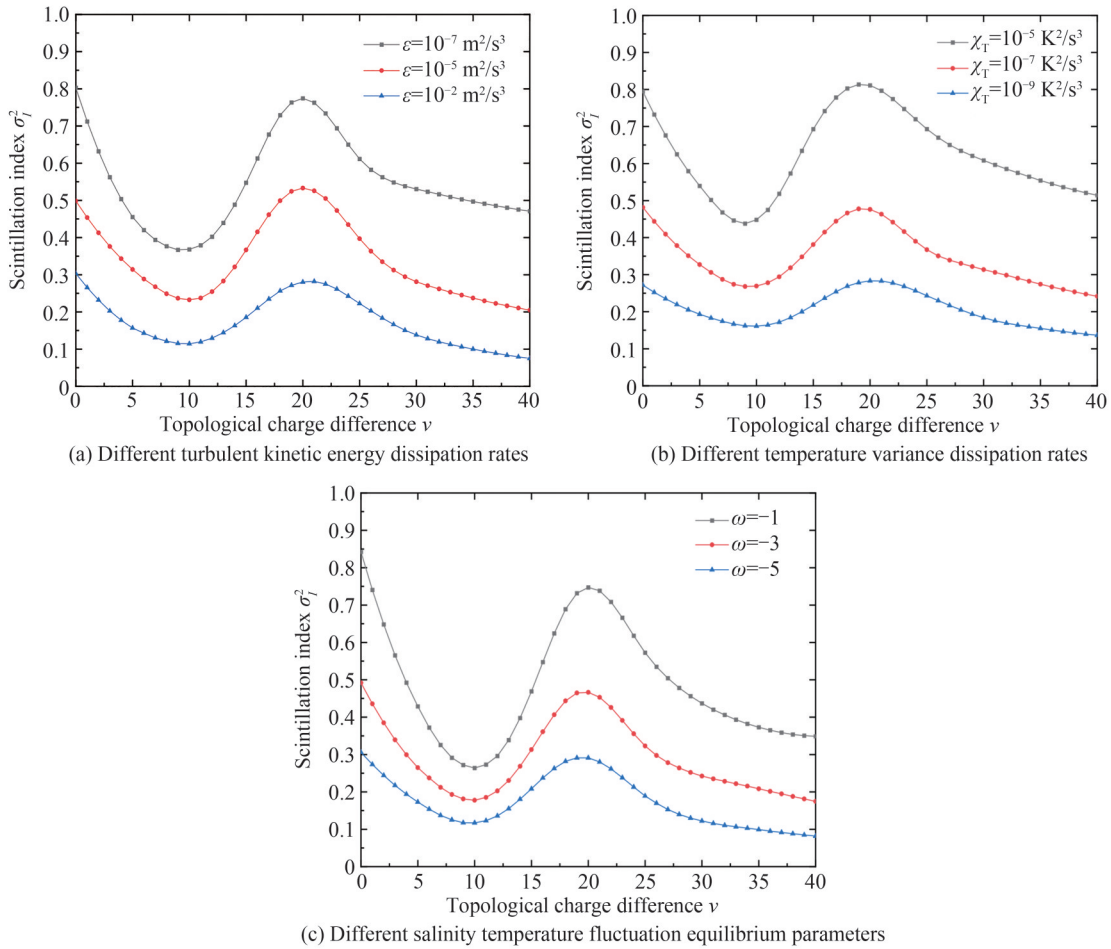 1.0
0.9
0.8
0.7
0.6
0.5
0.4
0.3
0.2
0.1
0
Scintillation index σ_I^2
ε=10⁻⁷ m²/s³
ε=10⁻⁵ m²/s³
ε=10⁻² m²/s³
0 5 10 15 20 25 30 35 40
Topological charge difference v
(a) Different turbulent kinetic energy dissipation rates
1.0
0.9
0.8
0.7
0.6
0.5
0.4
0.3
0.2
0.1
0
Scintillation index σ_I^2
χ_T=10⁻⁵ K²/s³
χ_T=10⁻⁷ K²/s³
χ_T=10⁻⁹ K²/s³
0 5 10 15 20 25 30 35 40
Topological charge difference v
(b) Different temperature variance dissipation rates
1.0
0.9
0.8
0.7
0.6
0.5
0.4
0.3
0.2
0.1
0
Scintillation index σ_I^2
ω=−1
ω=−3
ω=−5
0 5 10 15 20 25 30 35 40
Topological charge difference v
(c) Different salinity temperature fluctuation equilibrium parameters